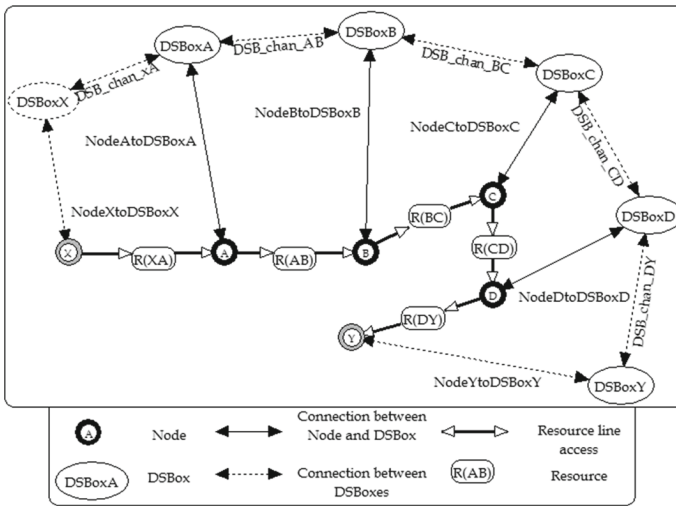 DSBoxB
DSBoxA
DSB_chan_AB
DSB_chan_BC
DSBoxC
DSB_chan_xA
DSBoxX
NodeBtoDSBoxB
NodeCtoDSBoxC
NodeAtoDSBoxA
DSB_chan_CD
NodeXtoDSBoxX
C
R(BC)
DSBoxD
X
R(XA)
A
R(AB)
B
R(CD)
D
NodeDtoDSBoxD
R(DY)
DSB_chan_DY
Y
NodeYtoDSBoxY
DSBoxY
A
Node
Connection between
Node and DSBox
Resource line
access
DSBoxA
DSBox
Connection between
DSBoxes
R(AB)
Resource